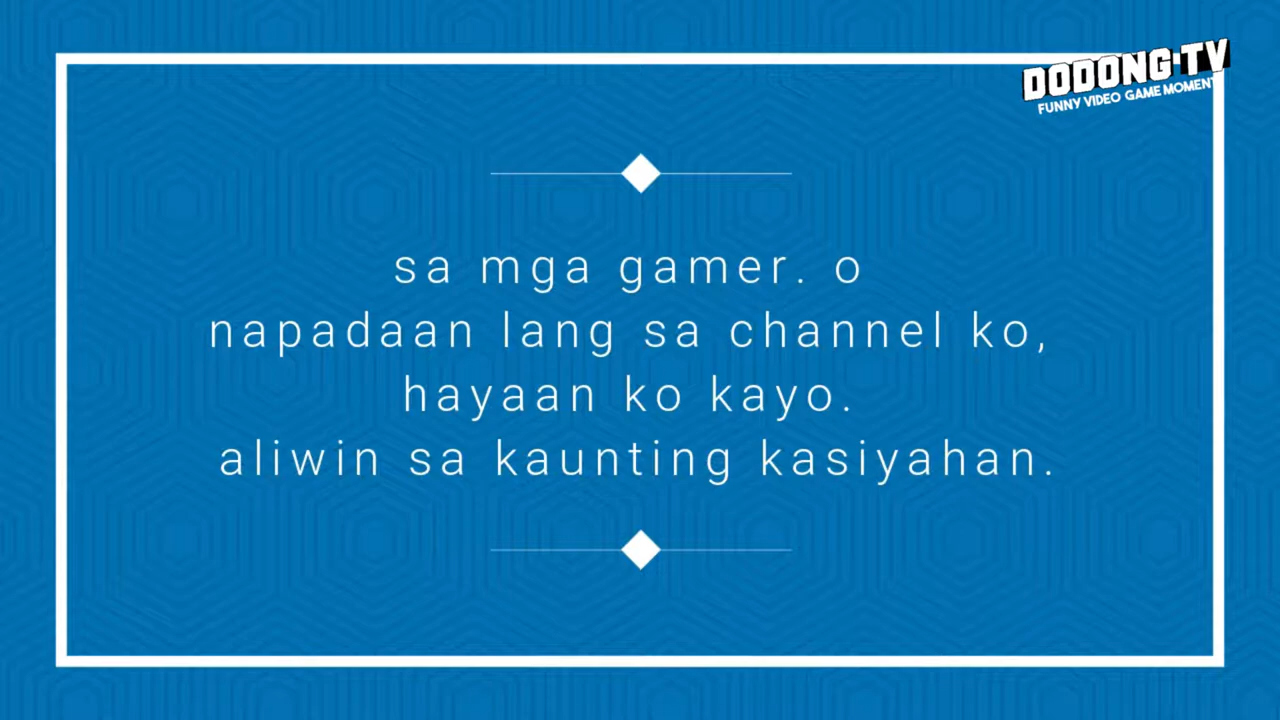 DODONG TV
FUNNY VIDEO GAME MOMENT
sa mga gamer. o
napadaan lang sa channel ko,
hayaan ko kayo.
aliwin sa kaunting kasiyahan.